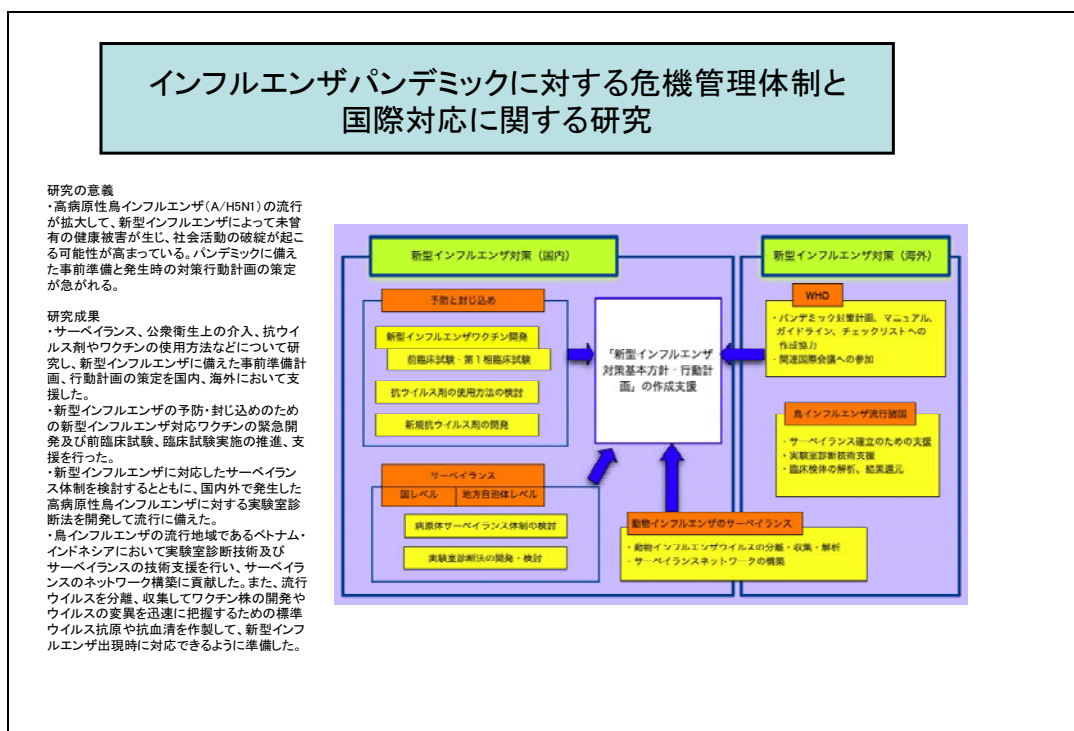 インフルエンザパンデミックに対する危機管理体制と
国際対応に関する研究
研究の意義
・高病原性鳥インフルエンザ(A/H5N1)の流行
が拡大して、新型インフルエンザによって未曾
有の健康被害が生じ、社会活動の破綻が起こ
る可能性が高まっている。パンデミックに備え
た事前準備と発生時の対策行動計画の策定
が急がれる。
研究成果
・サーベイランス、公衆衛生上の介入、抗ウイ
ルス剤やワクチンの使用方法などについて研
究し、新型インフルエンザに備えた事前準備計
画、行動計画の策定を国内、海外において支
援した。
・新型インフルエンザの予防・封じ込めのため
の新型インフルエンザ対応ワクチンの緊急開
発及び前臨床試験、臨床試験実施の推進、支
援を行った。
・新型インフルエンザに対応したサーベイラン
ス体制を検討するとともに、国内外で発生した
高病原性鳥インフルエンザに対する実験室診
断法を開発して流行に備えた。
・鳥インフルエンザの流行地域であるベトナム・
インドネシアにおいて実験室診断技術及び
サーベイランスの技術支援を行い、サーベイラ
ンスのネットワーク構築に貢献した。また、流行
ウイルスを分離、収集してワクチン株の開発や
ウイルスの変異を迅速に把握するための標準
ウイルス抗原や抗血清を作製して、新型インフ
ルエンザ出現時に対応できるように準備した。
新型インフルエンザ対策（国内）
予防と封じ込め
新型インフルエンザワクチン開発
前臨床試験・第1相臨床試験
抗ウイルス剤の使用方法の検討
新規抗ウイルス剤の開発
サーベイランス
国レベル
地方自治体レベル
病原体サーベイランス体制の検討
実験室診断法の開発・検討
「新型インフルエンザ
対策基本方針・行動計
画」の作成支援
新型インフルエンザ対策（海外）
WHO
・パンデミック対策計画、マニュアル、
ガイドライン、チェックリストへの
作成協力
・関連国際会議への参加
鳥インフルエンザ流行諸国
・サーベイランス確立のための支援
・実験室診断技術支援
・臨床検体の解析、結果還元
動物インフルエンザのサーベイランス
・動物インフルエンザウイルスの分離・収集・解析
・サーベイランスネットワークの構築